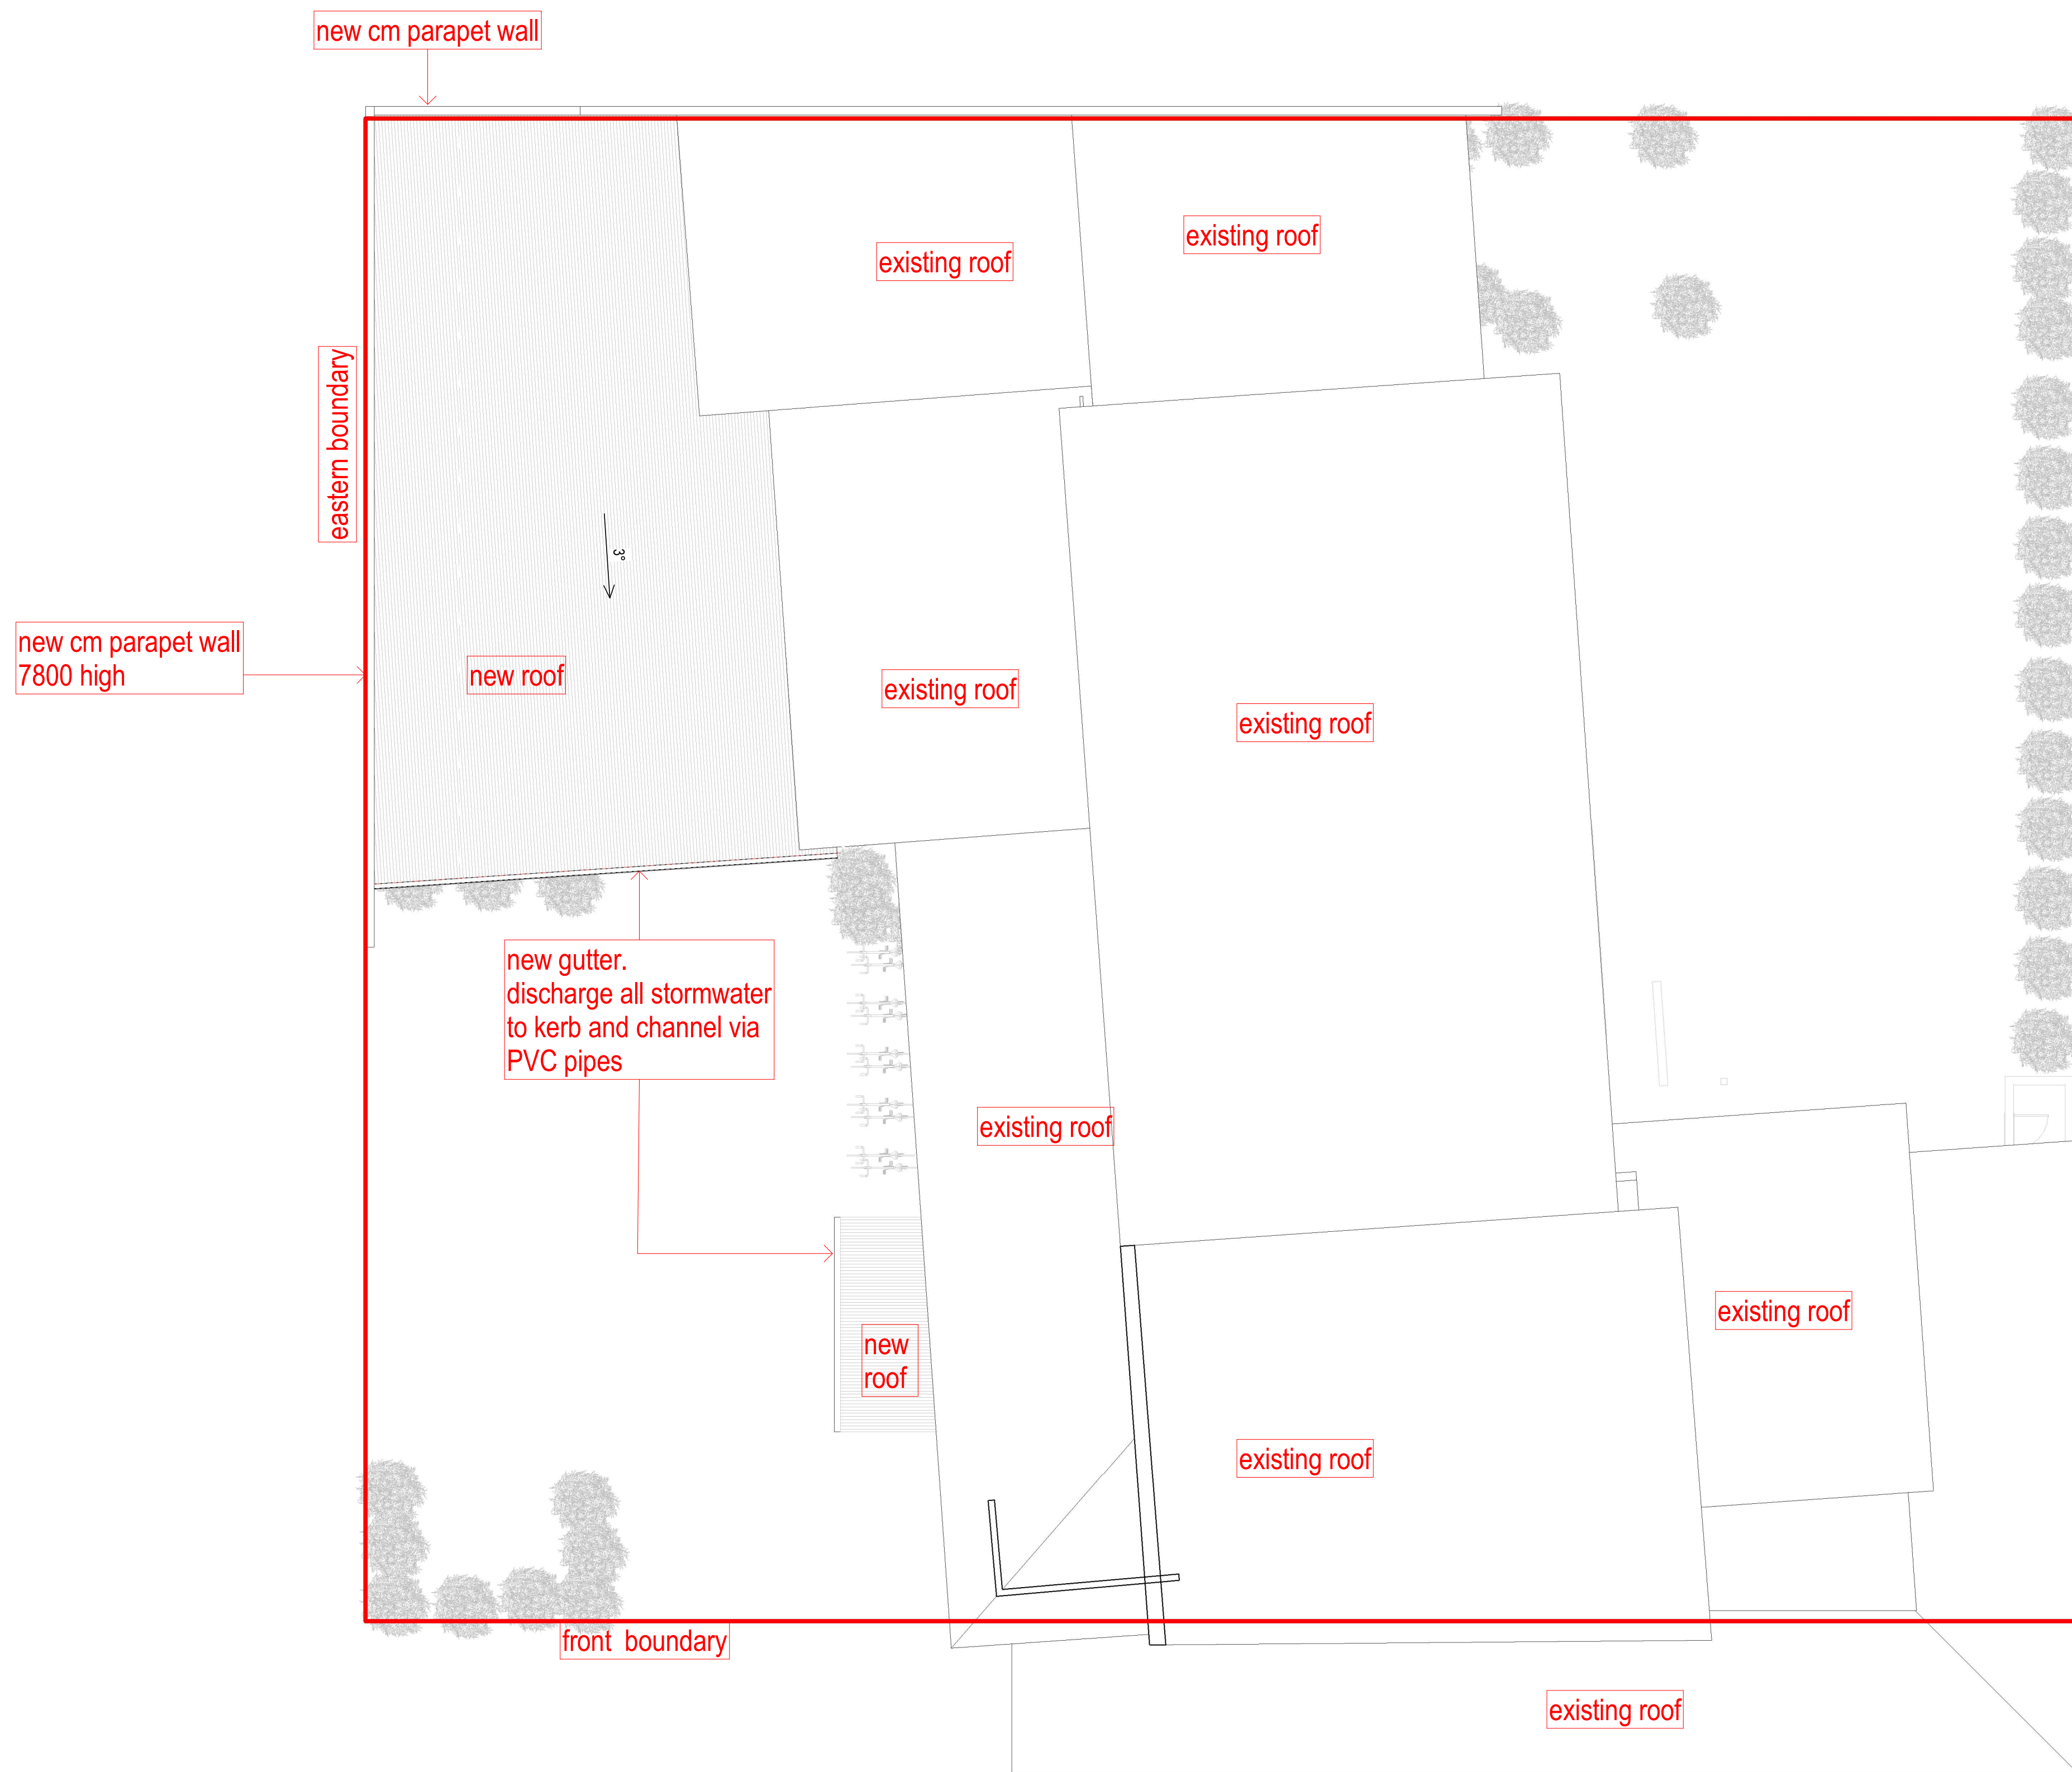 new cm parapet wall
existing roof
existing roof
eastern boundary
3°
new cm parapet wall
7800 high
new roof
existing roof
existing roof
new gutter.
discharge all stormwater
to kerb and channel via
PVC pipes
existing roof
existing roof
new
roof
existing roof
front boundary
existing roof